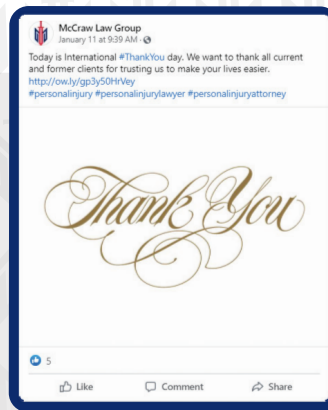 McCraw Law Group
January 11 at 9:39 AM ·
Today is International #ThankYou day. We want to thank all current
and former clients for trusting us to make your lives easier.
http://ow.ly/gp3y50HrVey
#personalinjury #personalinjurylawyer #personalinjuryattorney
Thank You
5
Like Comment Share